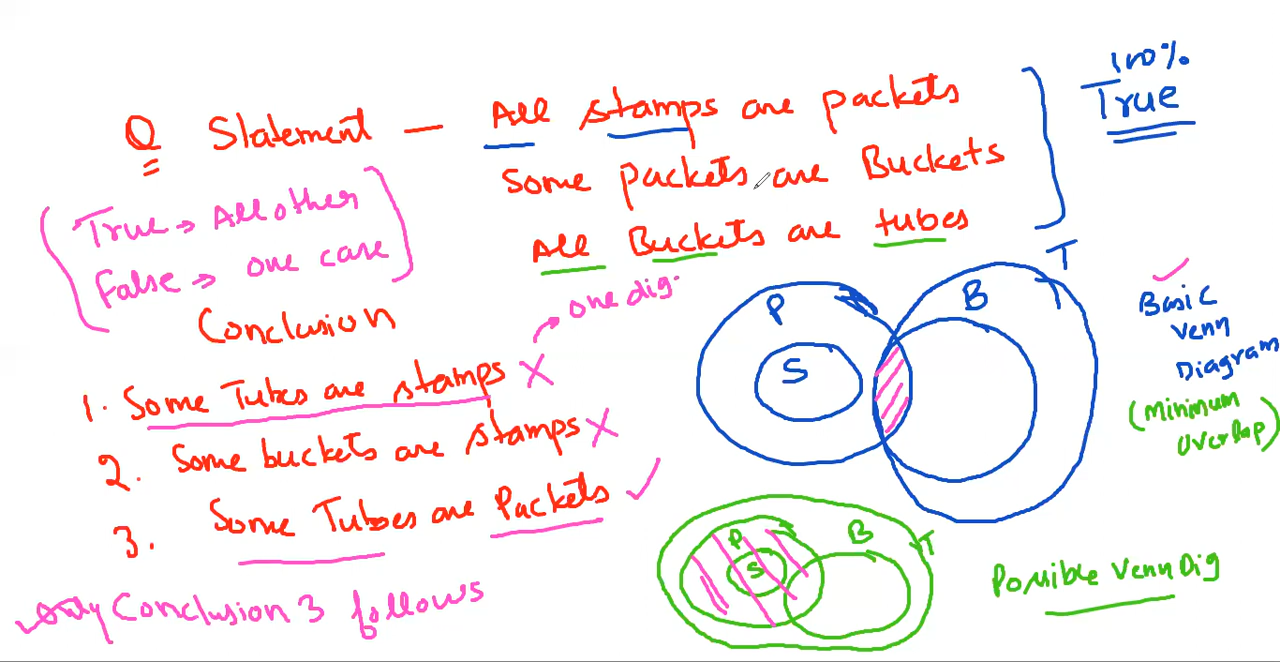 Q Statement — All stamps are packets
Some packets are Buckets
All Buckets are tubes
100%
True
True → All other
False → one case
Conclusion
one dig.
1. Some Tubes are stamps
2. Some buckets are stamps
3. Some Tubes are Packets
Only Conclusion 3 follows
P
S
B
T
Basic
Venn
Diagram
(Minimum
Overlap)
P
S
B
T
Possible Venn Dig